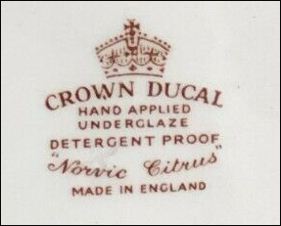 CROWN DUCAL
HAND APPLIED
UNDERGLAZE
DETERGENT PROOF
"Norvic Citrus"
MADE IN ENGLAND